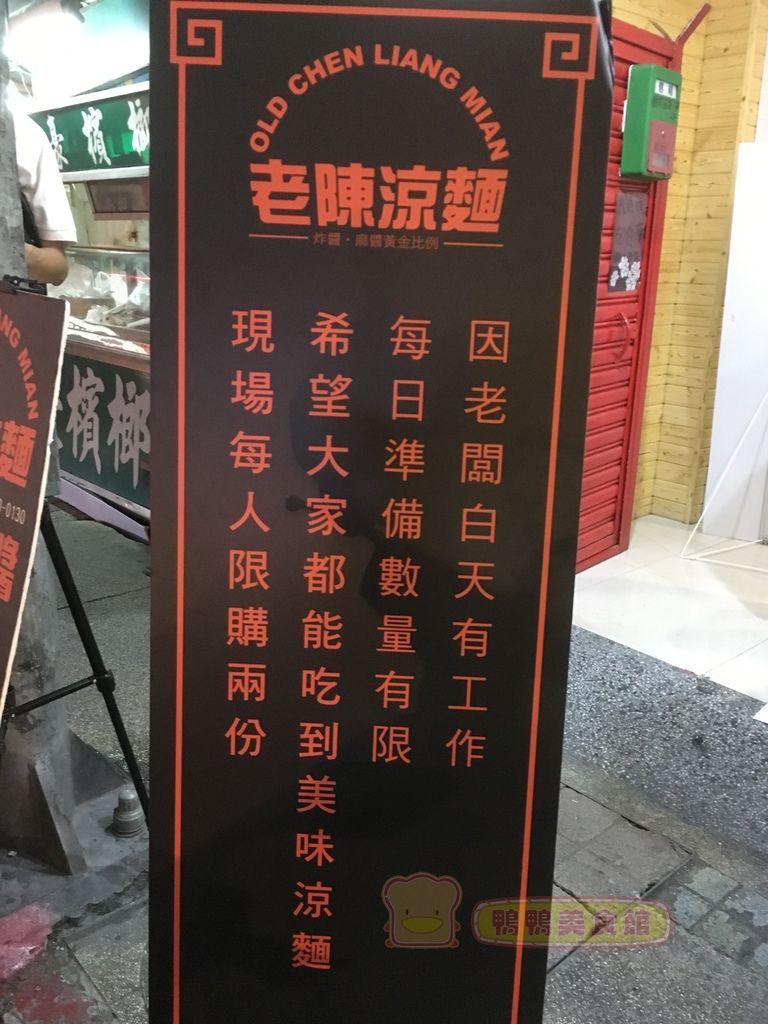 OLD CHEN LIANG MIAN
老陳涼麵
炸醬·麻醬黃金比例
因老闆白天有工作
每日準備數量有限
希望大家都能吃到美味涼麵
現場每人限購兩份
檳榔
檳榔
ANG MIAN
麵
0-0130
醬
鴨鴨美食館